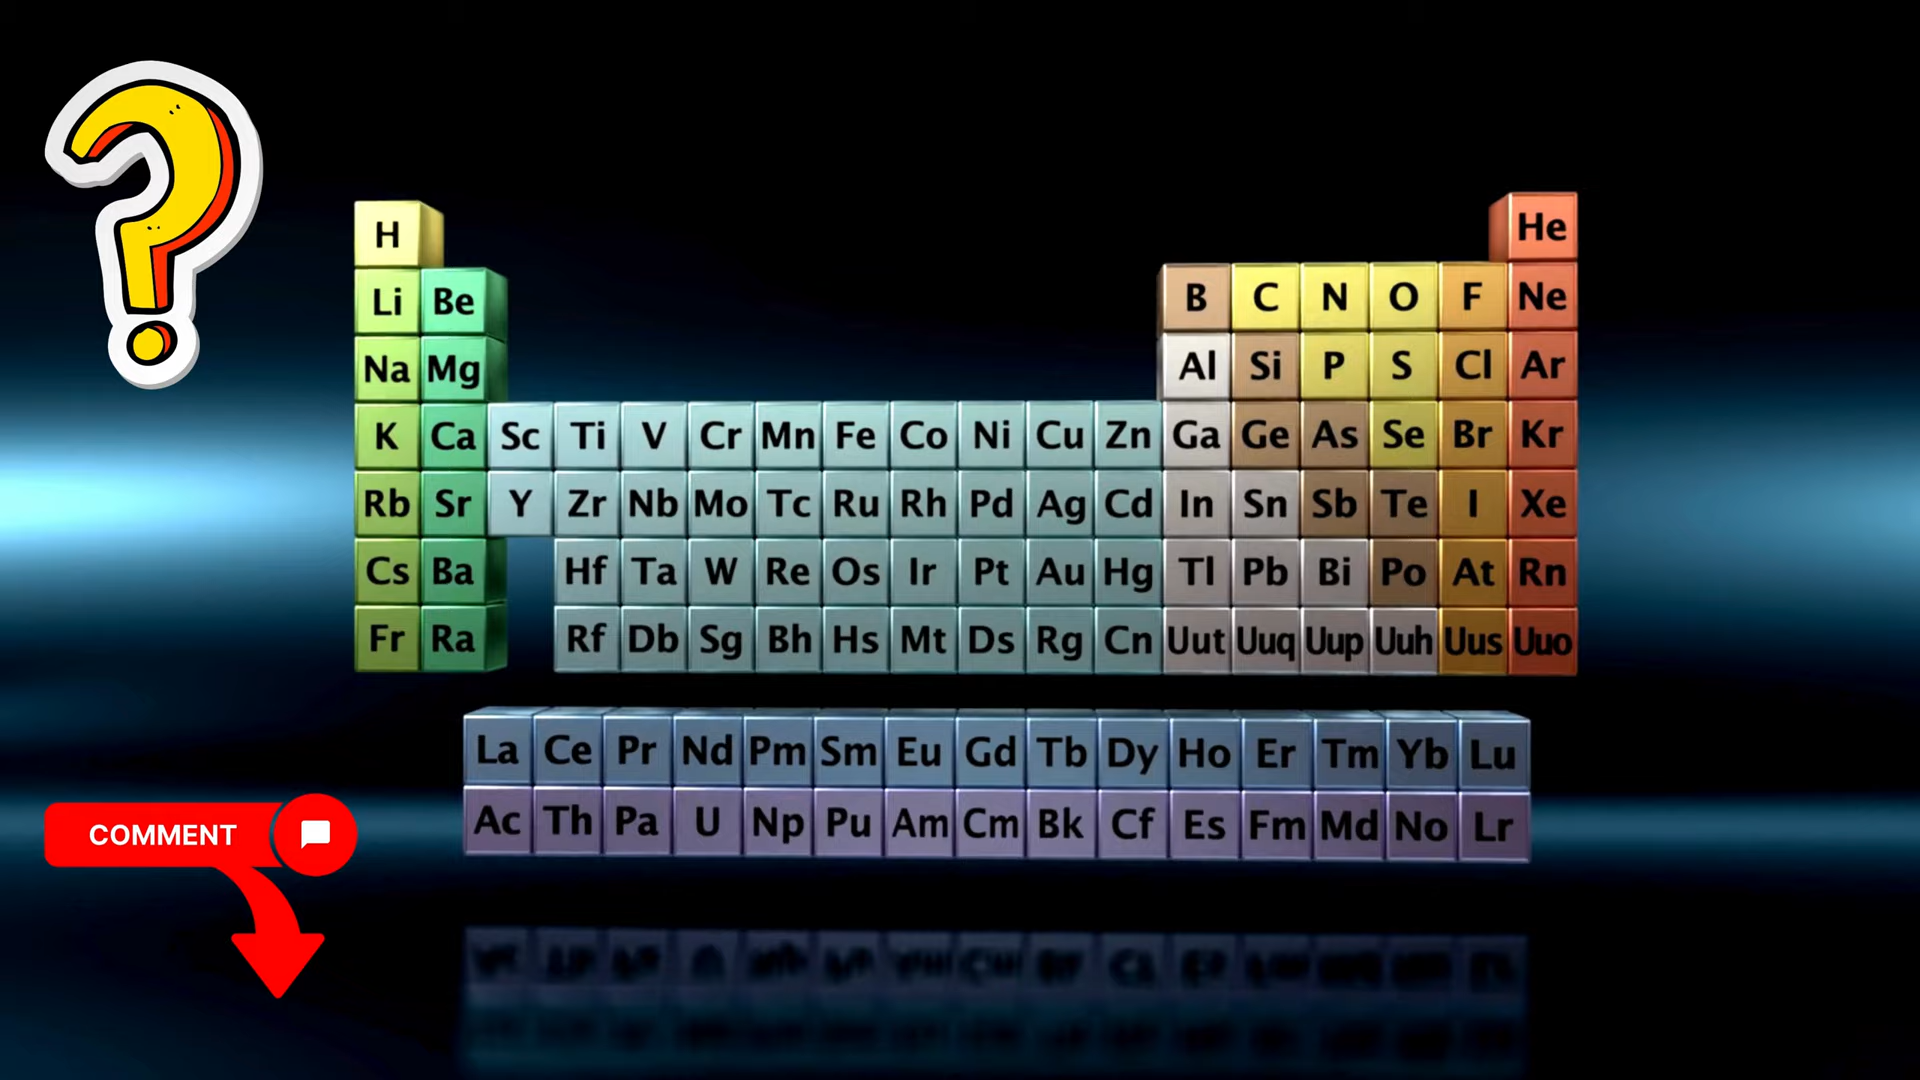 H He
Li Be B C N O F Ne
Na Mg Al Si P S Cl Ar
K Ca Sc Ti V Cr Mn Fe Co Ni Cu Zn Ga Ge As Se Br Kr
Rb Sr Y Zr Nb Mo Tc Ru Rh Pd Ag Cd In Sn Sb Te I Xe
Cs Ba Hf Ta W Re Os Ir Pt Au Hg Tl Pb Bi Po At Rn
Fr Ra Rf Db Sg Bh Hs Mt Ds Rg Cn Uut Uuq Uup Uuh Uus Uuo
La Ce Pr Nd Pm Sm Eu Gd Tb Dy Ho Er Tm Yb Lu
Ac Th Pa U Np Pu Am Cm Bk Cf Es Fm Md No Lr
COMMENT